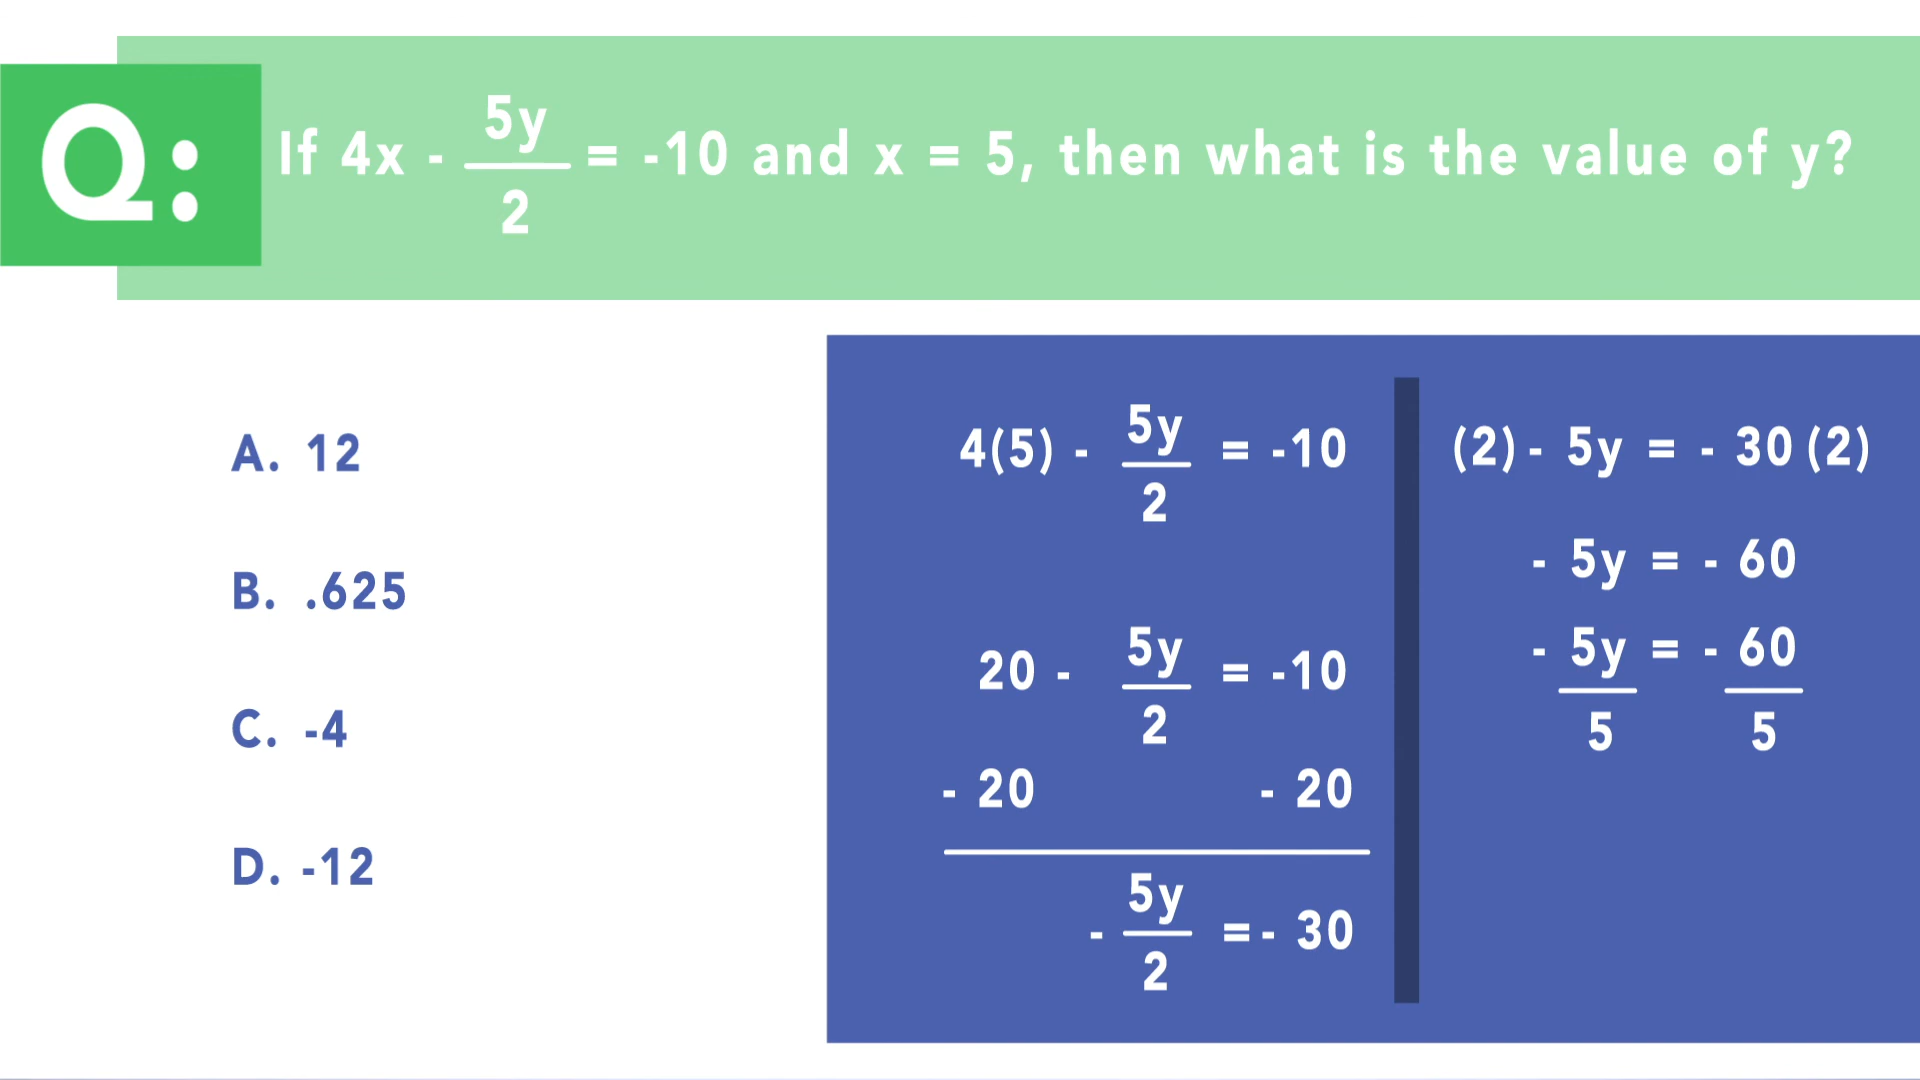 Q:
If 4x - 5y/2 = -10 and x = 5, then what is the value of y?
A. 12
B. .625
C. -4
D. -12
4(5) - 5y/2 = -10
20 - 5y/2 = -10
- 20 - 20
- 5y/2 = - 30
(2) - 5y = - 30 (2)
- 5y = - 60
- 5y/5 = - 60/5